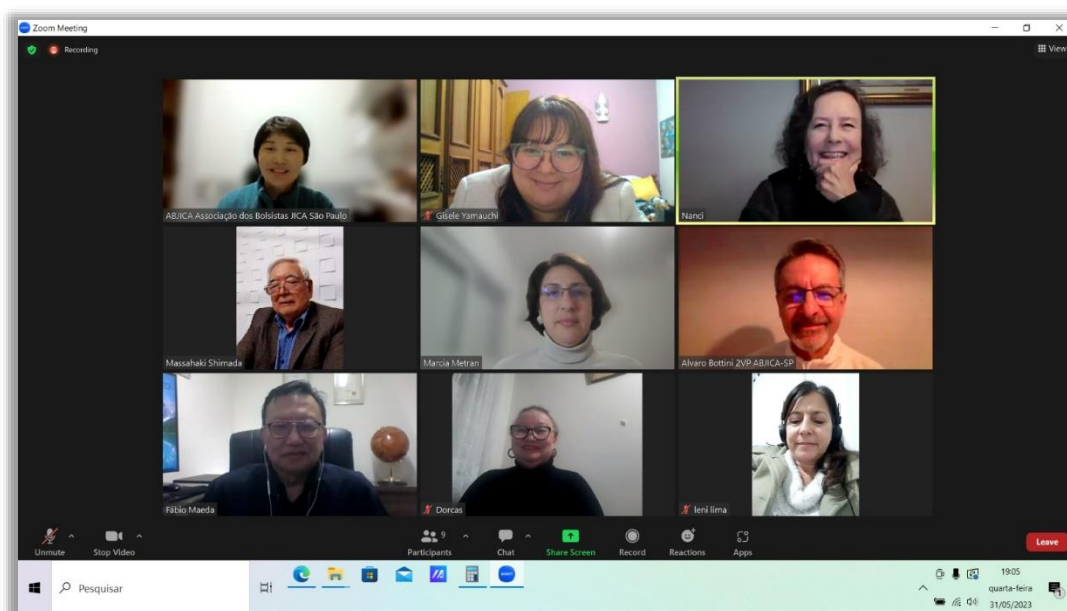 Zoom Meeting
Recording
View
ABJICA Associação dos Bolsistas JICA São Paulo
Gisele Yamauchi
Nanci
Massahaki Shimada
Marcia Metran
Alvaro Bottini 2VP ABJICA-SP
Fábio Maeda
Dorcas
leni lima
Unmute
Stop Video
9
Participants
Chat
Share Screen
Record
Reactions
Apps
Leave
Pesquisar
19:05
quarta-feira
31/05/2023